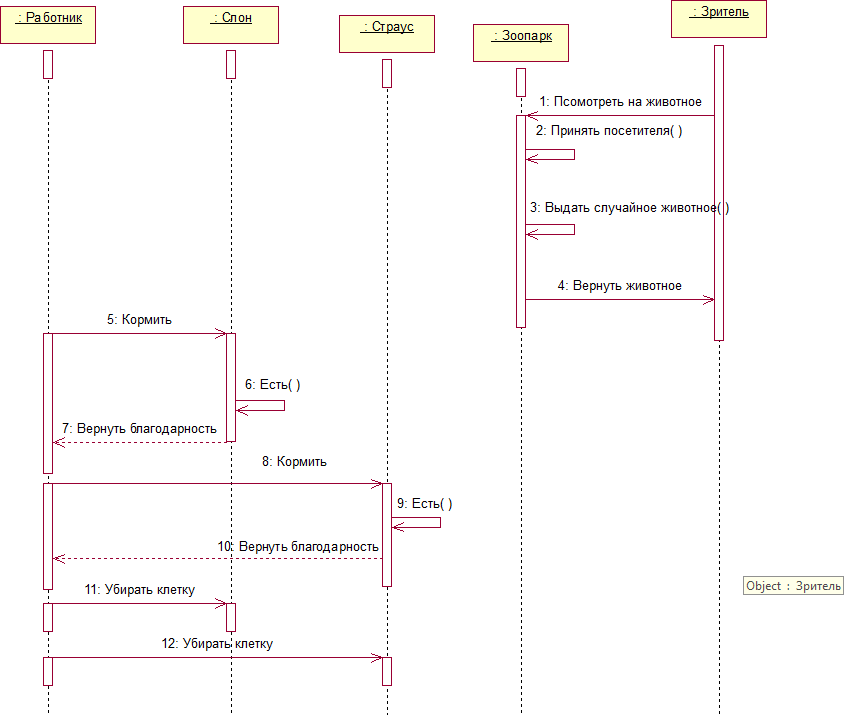 : Работник
: Слон
: Страус
: Зоопарк
: Зритель
1: Псомотреть на животное
2: Принять посетителя( )
3: Выдать случайное животное( )
4: Вернуть животное
5: Кормить
6: Есть( )
7: Вернуть благодарность
8: Кормить
9: Есть( )
10: Вернуть благодарность
11: Убирать клетку
Object : Зритель
12: Убирать клетку